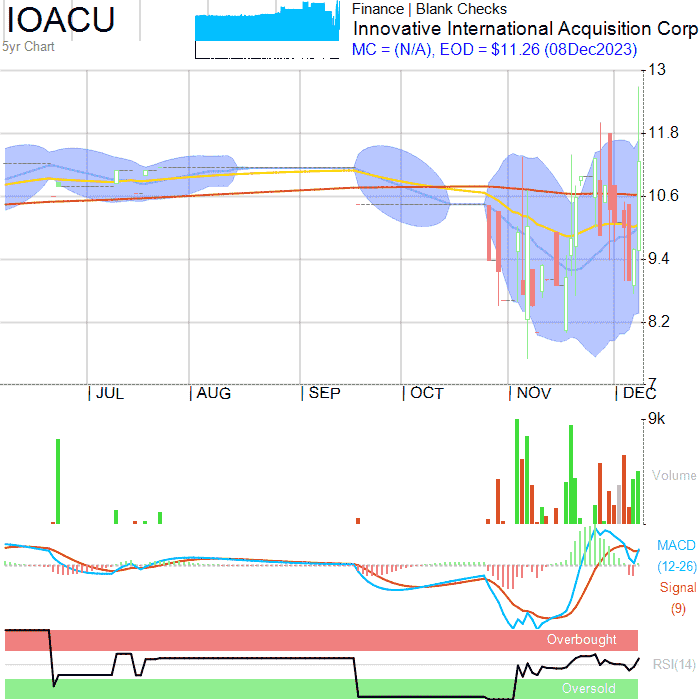 IOACU
5yr Chart
Finance | Blank Checks
Innovative International Acquisition Corp
MC = (N/A), EOD = $11.26 (08Dec2023)
13
11.8
10.6
9.4
8.2
7
| JUL | AUG | SEP | OCT | NOV | DEC
9k
Volume
MACD
(12-26)
Signal
(9)
Overbought
RSI(14)
Oversold